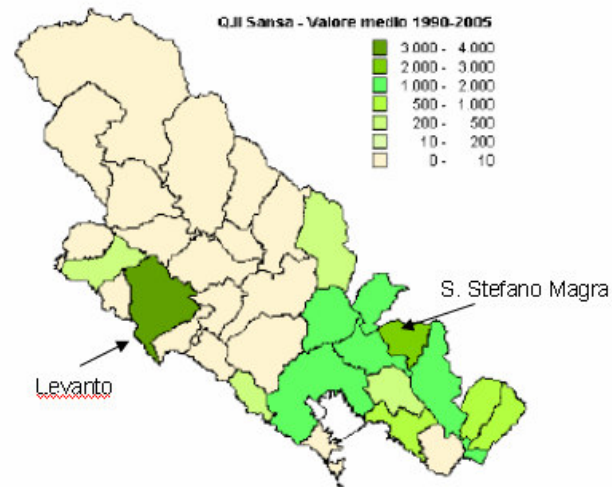 Q.li Sansa - Valore medio 1990-2005
3.000 - 4.000
2.000 - 3.000
1.000 - 2.000
500 - 1.000
200 - 500
10 - 200
0 - 10
S. Stefano Magra
Levanto